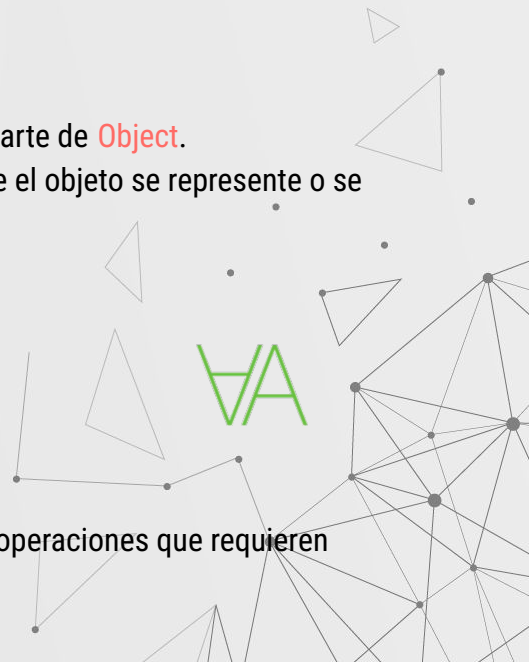 arte de Object.
e el objeto se represente o se
operaciones que requieren